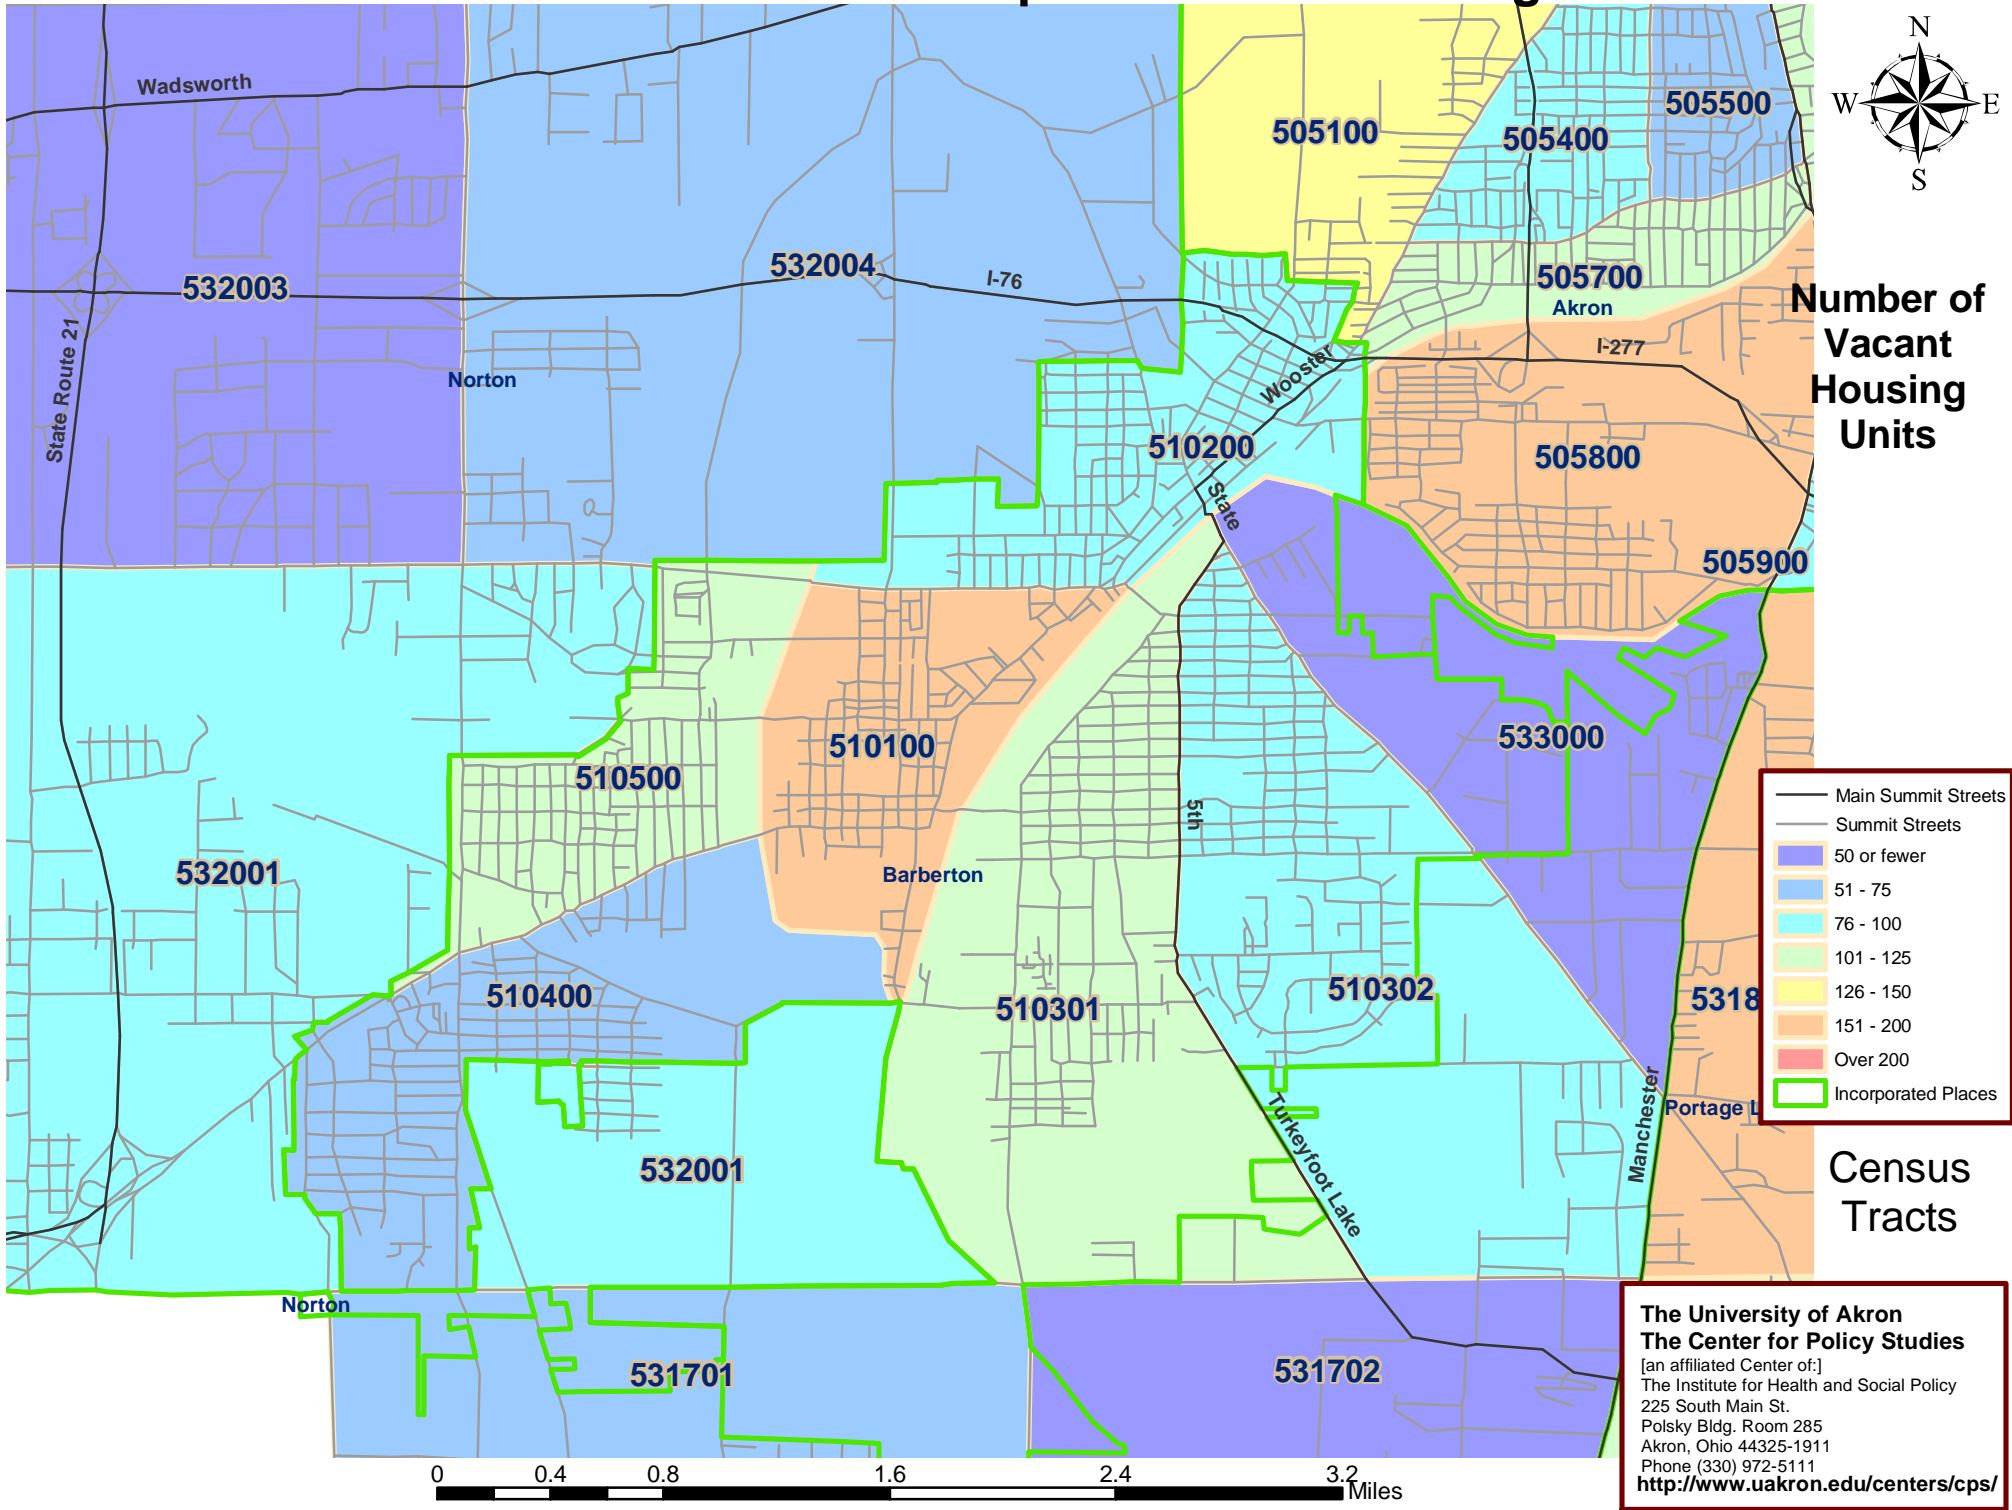 N
W
E
S
Wadsworth
505100
505400
505500
532003
532004
I-76
505700
Akron
Number of
Vacant
Housing
Units
State Route 21
Norton
Wooster
I-277
510200
505800
State
505900
510500
510100
533000
5th
532001
Barberton
510400
510301
510302
5318
532001
Turkeyfoot Lake
Manchester
Portage L
Main Summit Streets
Summit Streets
50 or fewer
51 - 75
76 - 100
101 - 125
126 - 150
151 - 200
Over 200
Incorporated Places
Census
Tracts
Norton
531701
531702
The University of Akron
The Center for Policy Studies
[an affiliated Center of:]
The Institute for Health and Social Policy
225 South Main St.
Polsky Bldg. Room 285
Akron, Ohio 44325-1911
Phone (330) 972-5111
http://www.uakron.edu/centers/cps/
0 0.4 0.8 1.6 2.4 3.2
Miles